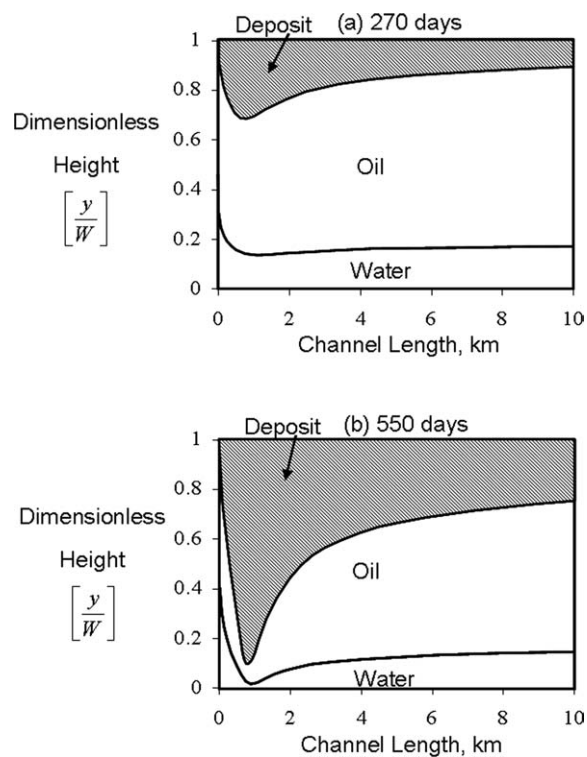 Deposit (a) 270 days
1
0.8
0.6
0.4
0.2
0
Dimensionless
Height
[y/W]
Oil
Water
0 2 4 6 8 10
Channel Length, km
Deposit (b) 550 days
1
0.8
0.6
0.4
0.2
0
Dimensionless
Height
[y/W]
Oil
Water
0 2 4 6 8 10
Channel Length, km